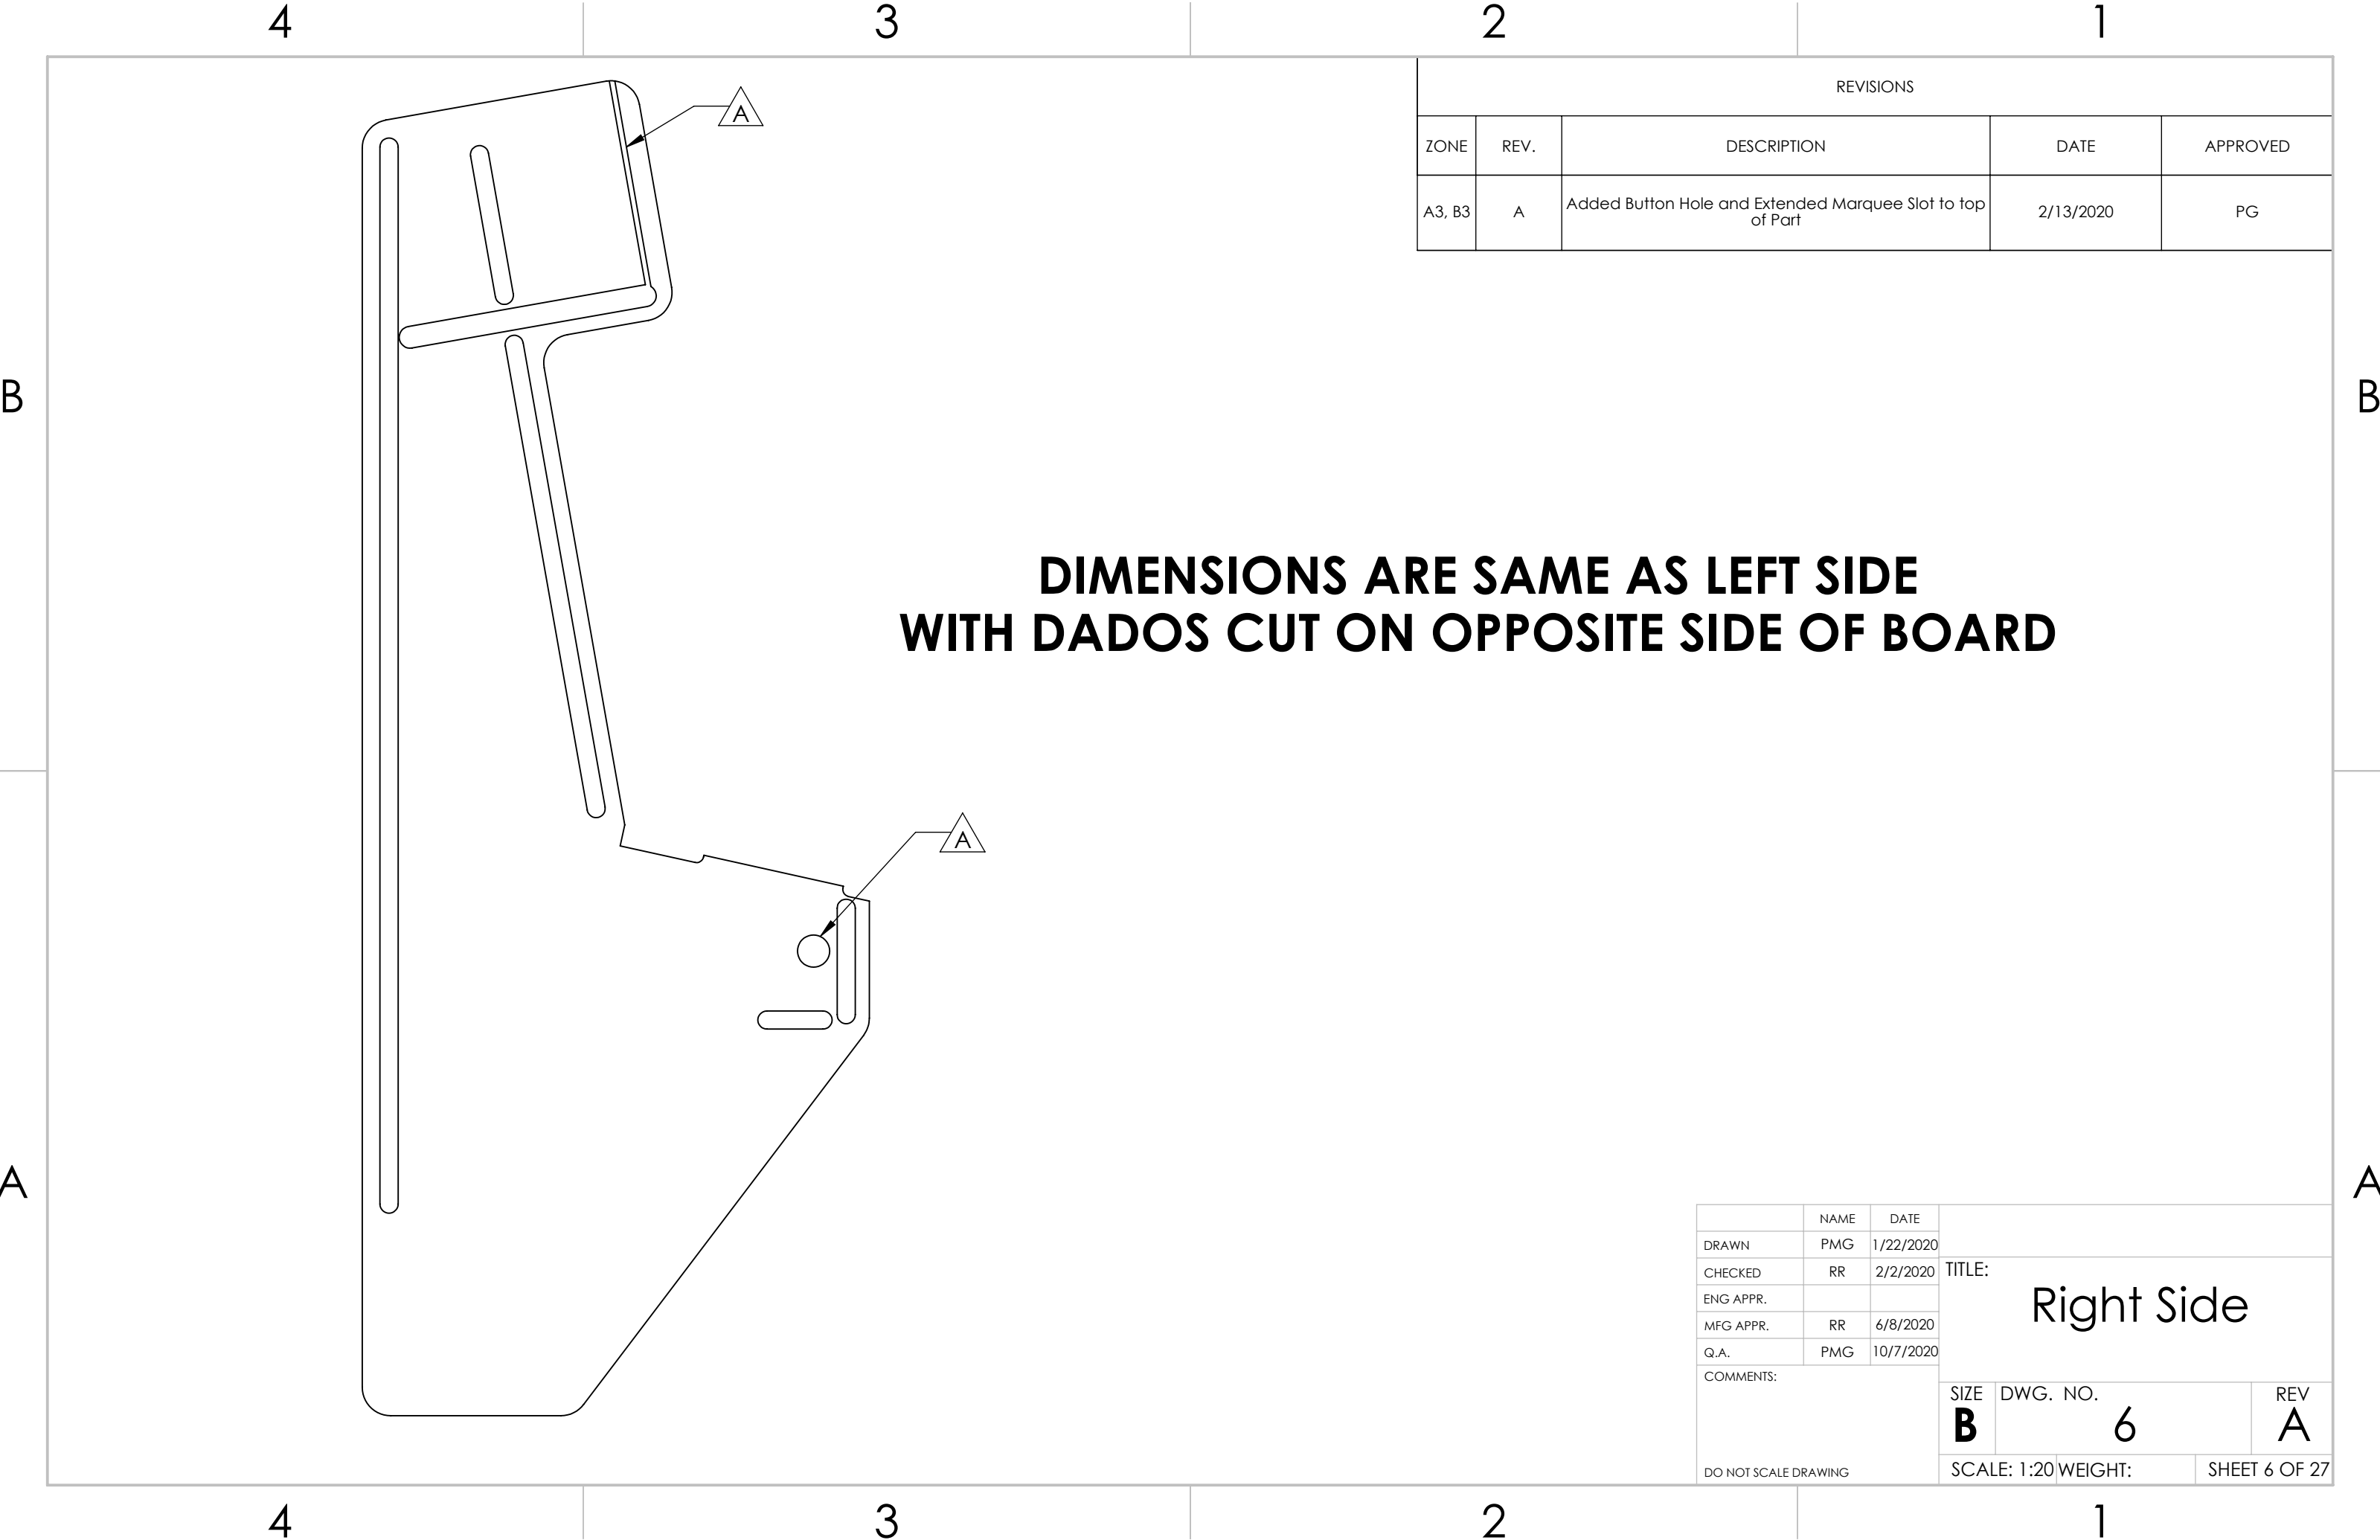 4 3 2 1
REVISIONS
ZONE REV. DESCRIPTION DATE APPROVED
A3, B3 A Added Button Hole and Extended Marquee Slot to top of Part 2/13/2020 PG
A
B B
DIMENSIONS ARE SAME AS LEFT SIDE
WITH DADOS CUT ON OPPOSITE SIDE OF BOARD
A
A A
NAME DATE
DRAWN PMG 1/22/2020
CHECKED RR 2/2/2020
ENG APPR.
MFG APPR. RR 6/8/2020
Q.A. PMG 10/7/2020
COMMENTS:
DO NOT SCALE DRAWING
TITLE:
Right Side
SIZE DWG. NO. REV
B 6 A
SCALE: 1:20 WEIGHT: SHEET 6 OF 27
4 3 2 1